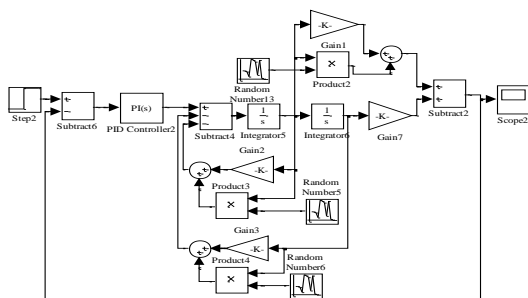 -K-
Gain1
×
Product2
Random
Number13
Step2
+
-
Subtract6
PI(s)
PID Controller2
Subtract4
1
s
Integrator5
1
s
Integrator6
-K-
Gain7
Subtract2
Scope2
Gain2
-K-
Product3
×
Random
Number5
Gain3
-K-
Product4
×
Random
Number6